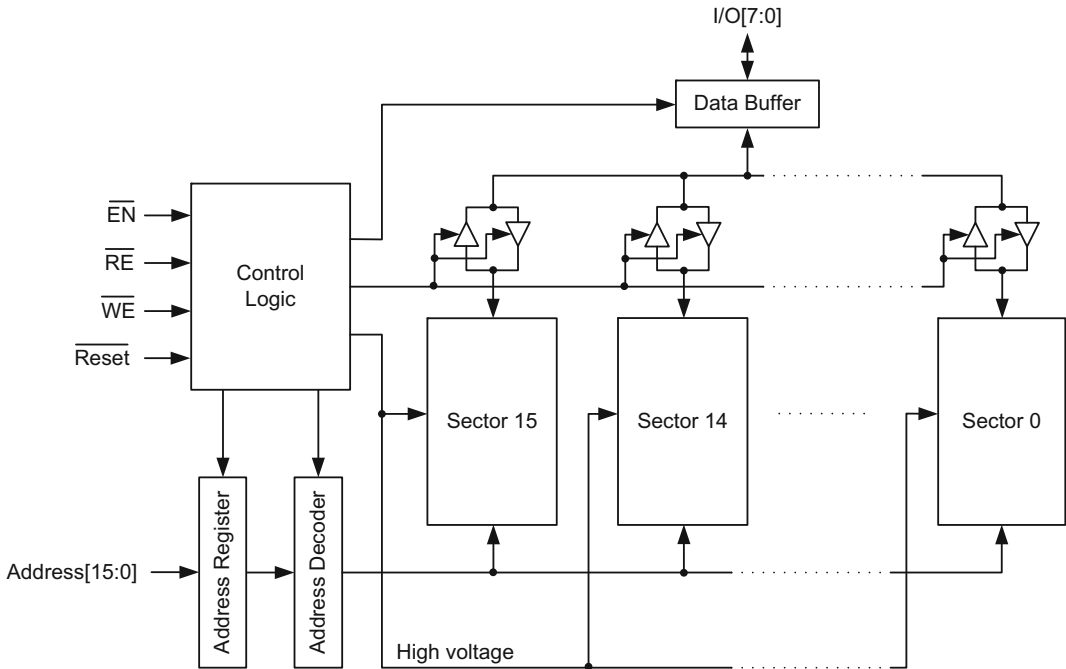 I/O[7:0]
Data Buffer
EN
RE
WE
Reset
Control
Logic
Sector 15
Sector 14
Sector 0
Address[15:0]
Address Register
Address Decoder
High voltage